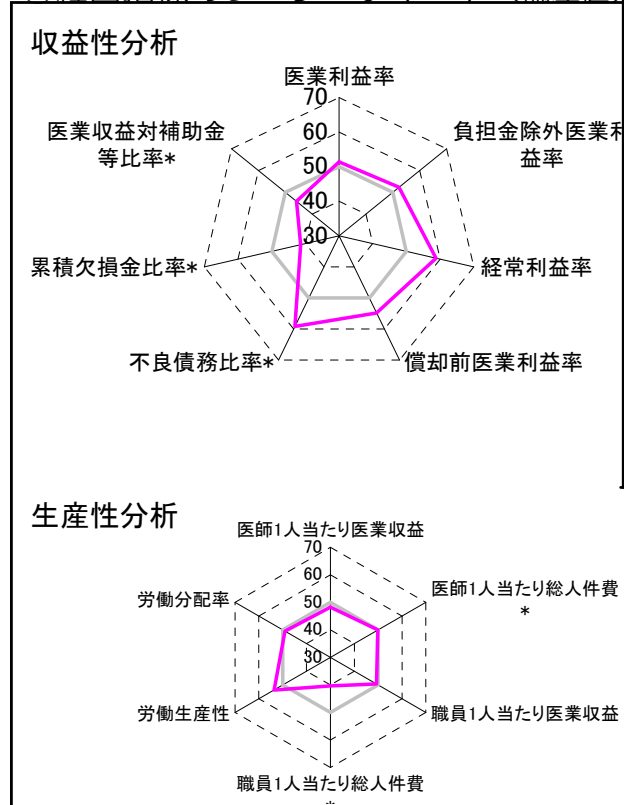 収益性分析
医業利益率
70
医業収益対補助金
等比率*
60
負担金除外医業利
益率
50
40
累積欠損金比率*
30
経常利益率
不良債務比率*
償却前医業利益率
生産性分析
医師1人当たり医業収益
70
労働分配率
60
医師1人当たり総人件費
*
50
40
30
労働生産性
職員1人当たり医業収益
職員1人当たり総人件費
*